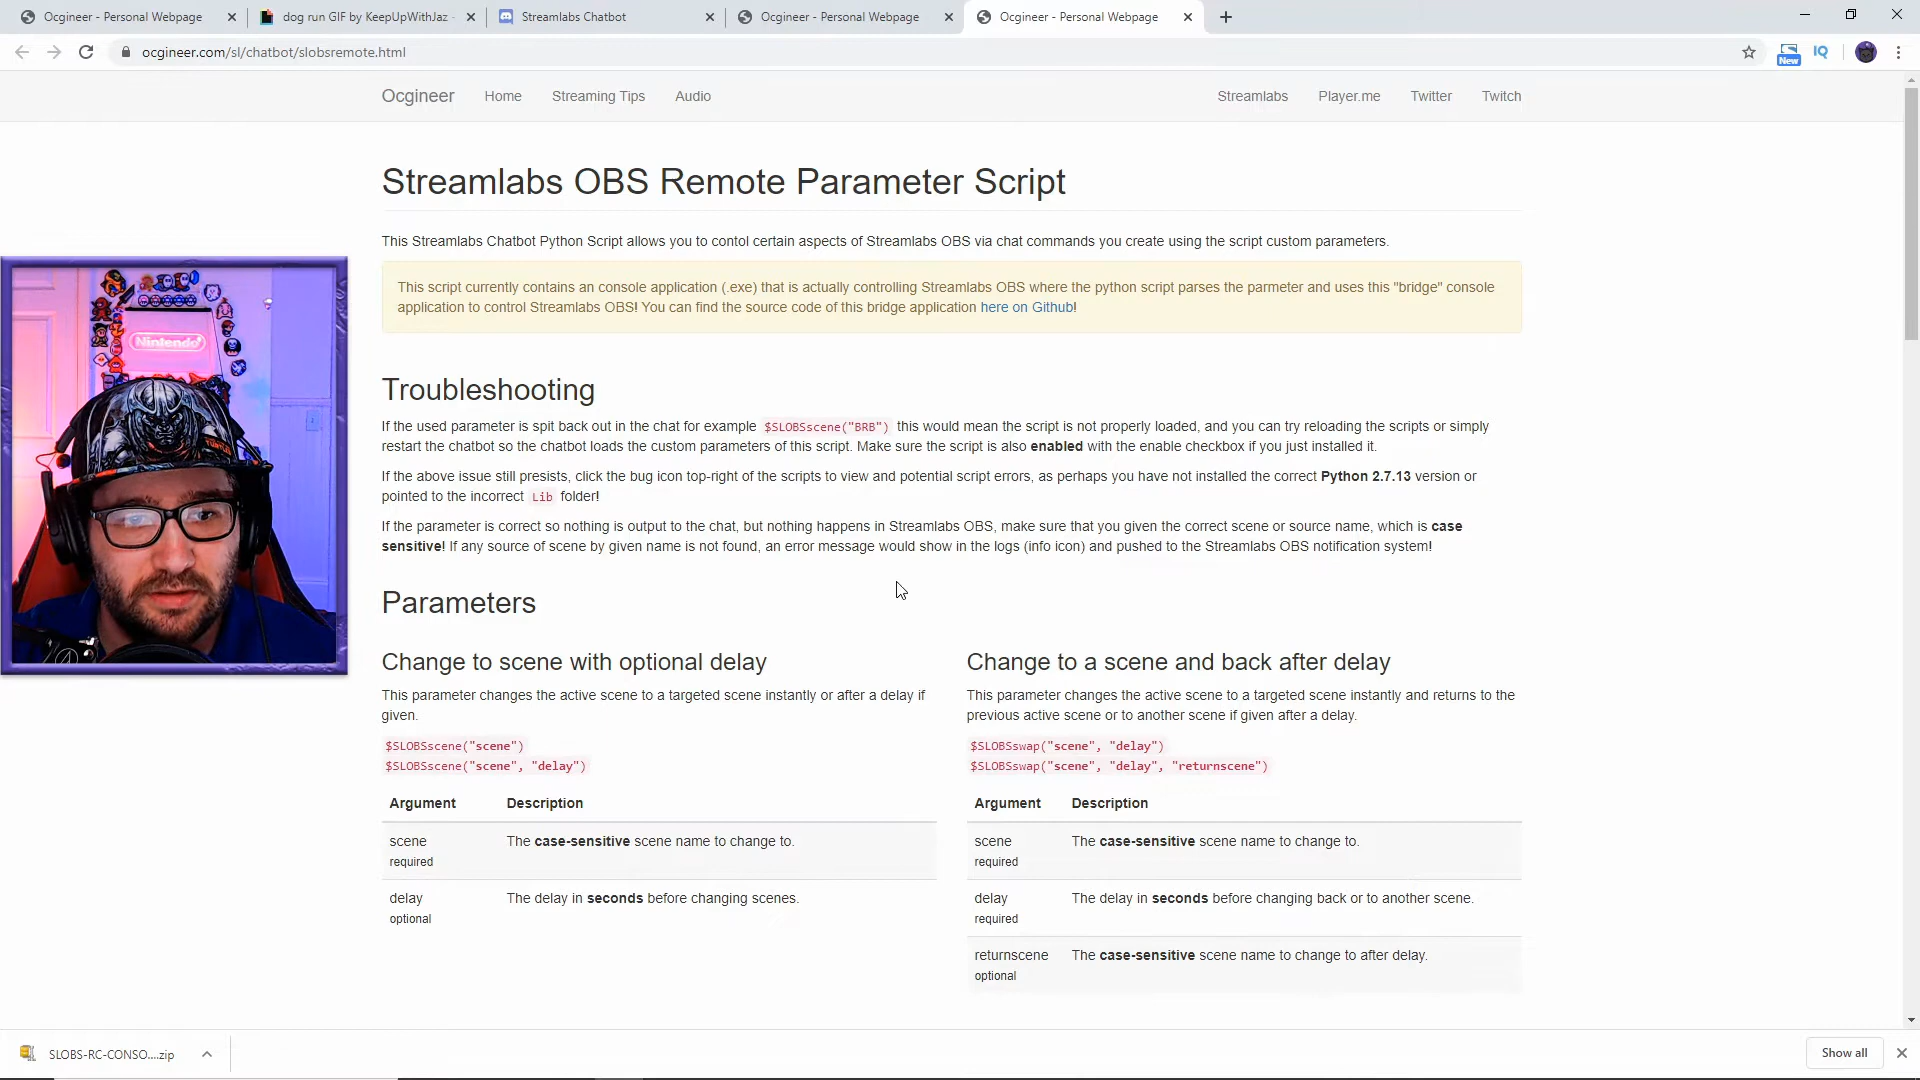 Ocgineer - Personal Webpage
dog run GIF by KeepUpWithJaz -
Streamlabs Chatbot
Ocgineer - Personal Webpage
Ocgineer - Personal Webpage
ocgineer.com/sl/chatbot/slobsremote.html
New
IQ
Ocgineer Home Streaming Tips Audio Streamlabs Player.me Twitter Twitch
Streamlabs OBS Remote Parameter Script
This Streamlabs Chatbot Python Script allows you to contol certain aspects of Streamlabs OBS via chat commands you create using the script custom parameters.
This script currently contains an console application (.exe) that is actually controlling Streamlabs OBS where the python script parses the parmeter and uses this "bridge" console
application to control Streamlabs OBS! You can find the source code of this bridge application here on Github!
Nintendo
Troubleshooting
If the used parameter is spit back out in the chat for example $SLOBSscene("BRB") this would mean the script is not properly loaded, and you can try reloading the scripts or simply
restart the chatbot so the chatbot loads the custom parameters of this script. Make sure the script is also enabled with the enable checkbox if you just installed it.
If the above issue still presists, click the bug icon top-right of the scripts to view and potential script errors, as perhaps you have not installed the correct Python 2.7.13 version or
pointed to the incorrect Lib folder!
If the parameter is correct so nothing is output to the chat, but nothing happens in Streamlabs OBS, make sure that you given the correct scene or source name, which is case
sensitive! If any source of scene by given name is not found, an error message would show in the logs (info icon) and pushed to the Streamlabs OBS notification system!
Parameters
Change to scene with optional delay
This parameter changes the active scene to a targeted scene instantly or after a delay if
given.
$SLOBSscene("scene")
$SLOBSscene("scene", "delay")
Argument Description
scene The case-sensitive scene name to change to.
required
delay The delay in seconds before changing scenes.
optional
Change to a scene and back after delay
This parameter changes the active scene to a targeted scene instantly and returns to the
previous active scene or to another scene if given after a delay.
$SLOBSswap("scene", "delay")
$SLOBSswap("scene", "delay", "returnscene")
Argument Description
scene The case-sensitive scene name to change to.
required
delay The delay in seconds before changing back or to another scene.
required
returnscene The case-sensitive scene name to change to after delay.
optional
SLOBS-RC-CONSO....zip
Show all